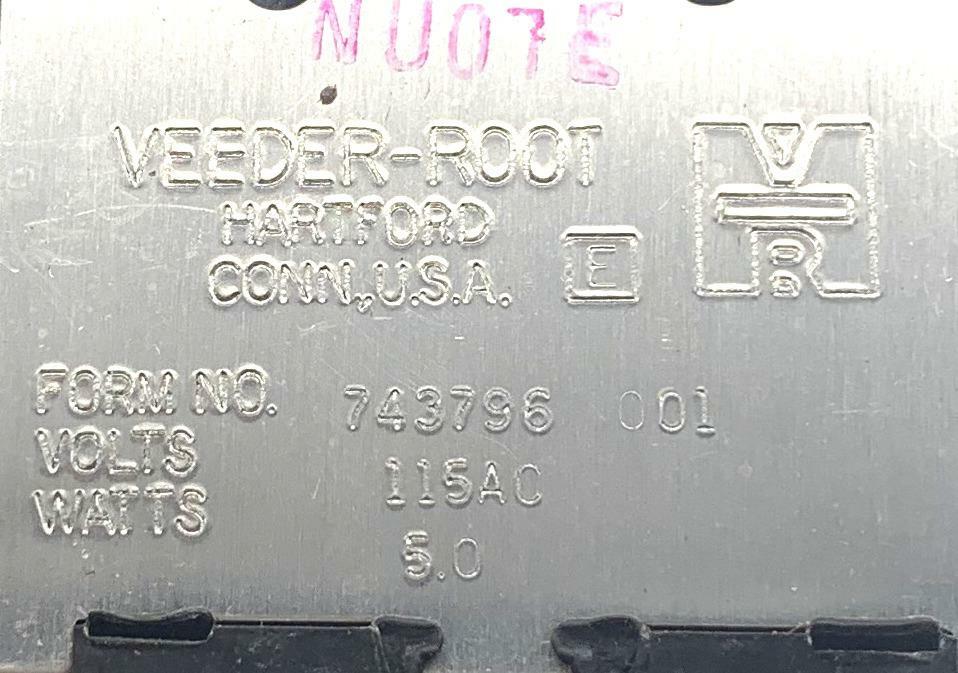 NU07E
VEEDER-ROOT
HARTFORD
CONN., U.S.A.
E
V R
FORM NO. 743796 001
VOLTS 115AC
WATTS 5.0